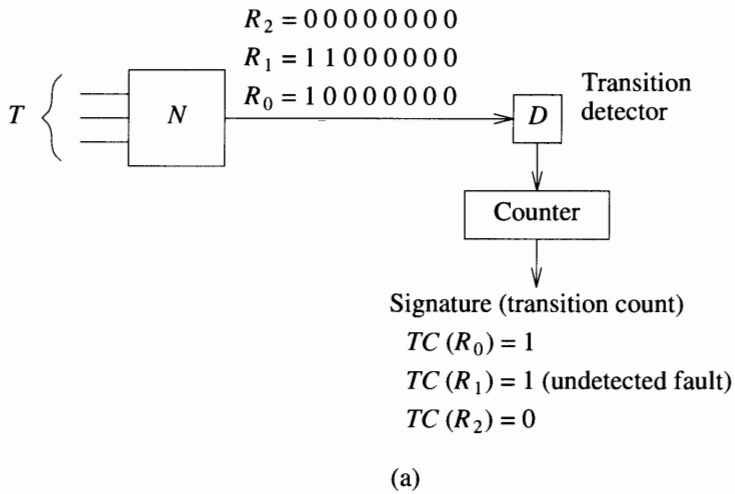 R2 = 0 0 0 0 0 0 0 0
R1 = 1 1 0 0 0 0 0 0
R0 = 1 0 0 0 0 0 0 0
T
N
D
Transition
detector
Counter
Signature (transition count)
TC (R0) = 1
TC (R1) = 1 (undetected fault)
TC (R2) = 0
(a)